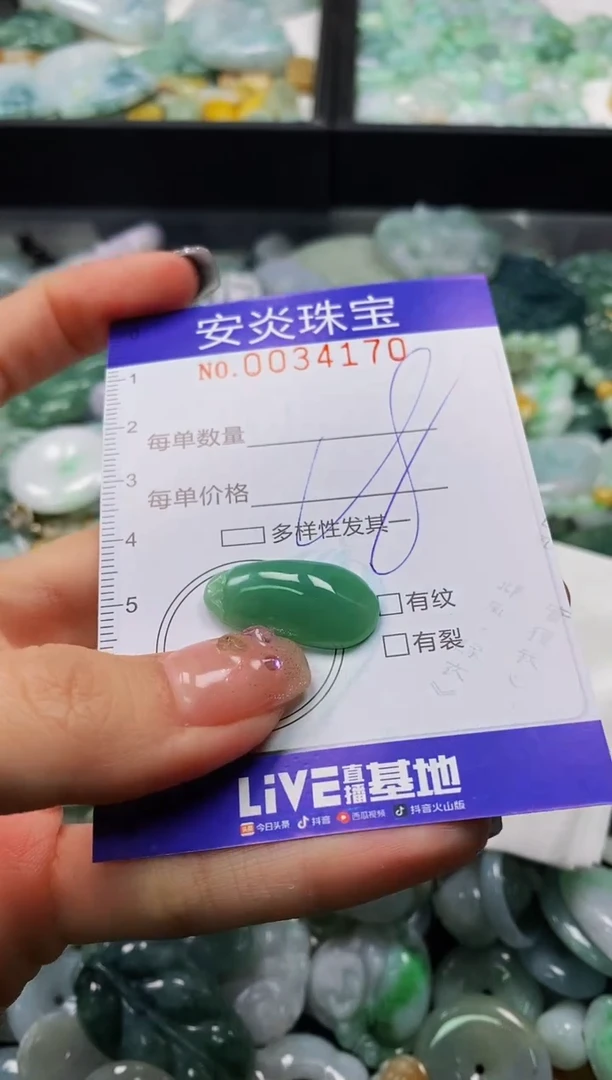 安炎珠宝
NO.0034170
每单数量
每单价格
18
多样性发其一
1
2
3
4
5
有纹
有裂
LiVE直播基地
今日头条 抖音 西瓜视频 抖音火山版